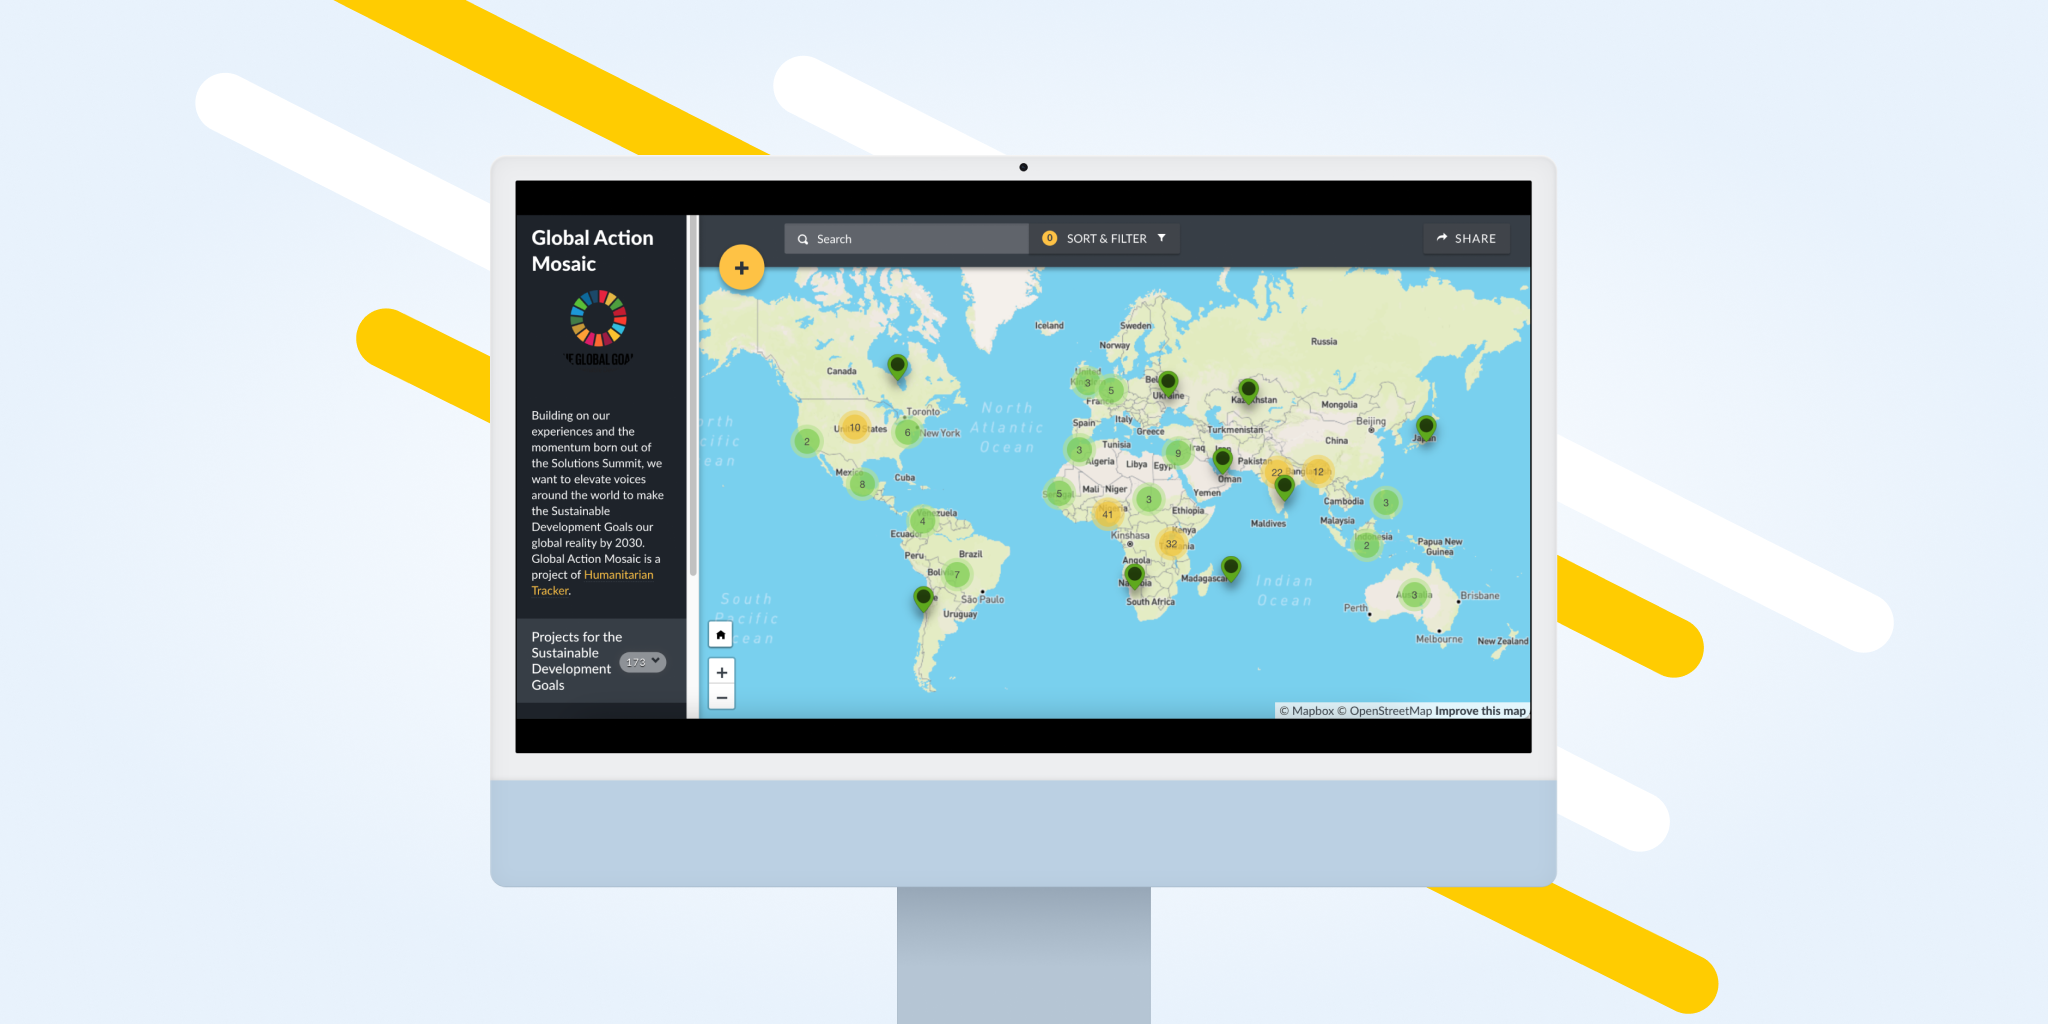 Global Action
Mosaic
THE GLOBAL GOALS
Building on our
experiences and the
momentum born out of
the Solutions Summit, we
want to elevate voices
around the world to make
the Sustainable
Development Goals our
global reality by 2030.
Global Action Mosaic is a
project of Humanitarian
Tracker.
Projects for the
Sustainable
Development
Goals
173
Search
0 SORT & FILTER
SHARE
+
Iceland
Sweden
Norway
Russia
Canada
United
3
5
Kazakhstan
Ukraine
Mongolia
Toronto
New York
North
Atlantic
Ocean
Spain
Italy
Greece
Turkmenistan
Beijing
China
Japan
2
10
United States
6
3
Tunisia
Algeria
Libya
Egypt
9
Iraq
Iran
Pakistan
22
12
Oman
Mexico
8
Cuba
5
Senegal
Mali
Niger
3
Yemen
Cambodia
3
41
Ethiopia
Maldives
Malaysia
4
Venezuela
Ecuador
Kinshasa
Kenya
32
Indonesia
2
Papua New
Guinea
Peru
Brazil
Angola
Bolivia
7
Namibia
Madagascar
Indian
Ocean
Australia
3
Brisbane
São Paulo
South Africa
Perth
Uruguay
South
Pacific
Ocean
Melbourne
New Zealand
+
−
© Mapbox © OpenStreetMap Improve this map